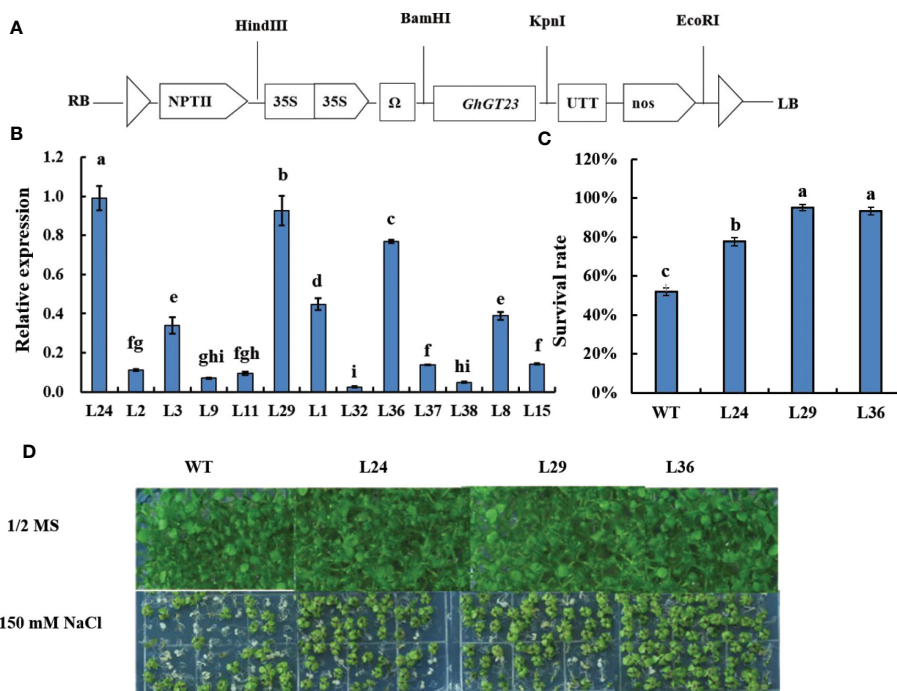 A
HindIII
BamHI
KpnI
EcoRI
RB
NPTII
35S
35S
Ω
GhGT23
UTT
nos
LB
B
Relative expression
1.2
1.0
0.8
0.6
0.4
0.2
0.0
a
fg
e
ghi
fgh
b
d
i
c
f
hi
e
f
L24 L2 L3 L9 L11 L29 L1 L32 L36 L37 L38 L8 L15
C
Survival rate
120%
100%
80%
60%
40%
20%
0%
c
b
a
a
WT L24 L29 L36
D
WT L24 L29 L36
1/2 MS
150 mM NaCl